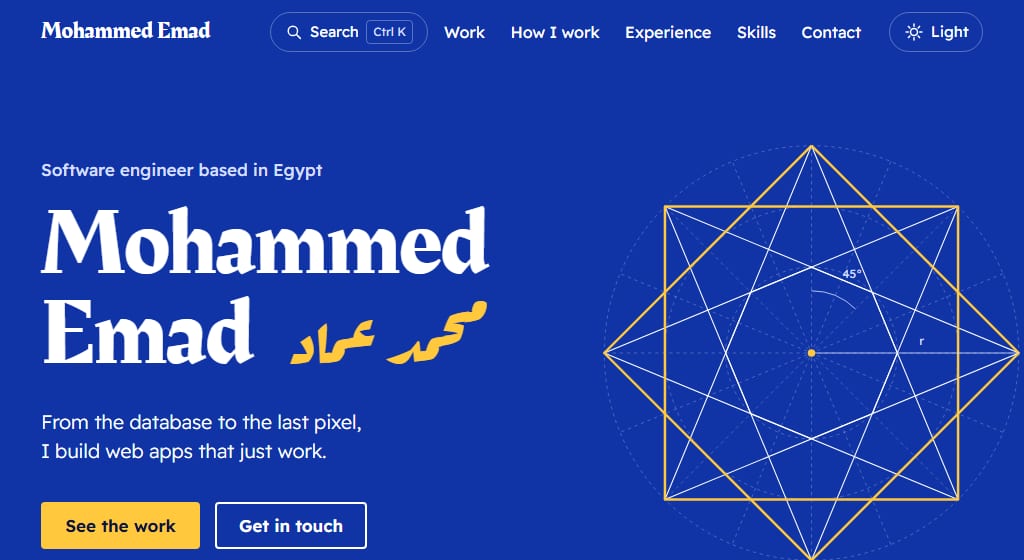 Mohammed Emad
Search Ctrl K
Work
How I work
Experience
Skills
Contact
Light
Software engineer based in Egypt
Mohammed
Emad محمد عماد
45°
r
From the database to the last pixel,
I build web apps that just work.
See the work
Get in touch